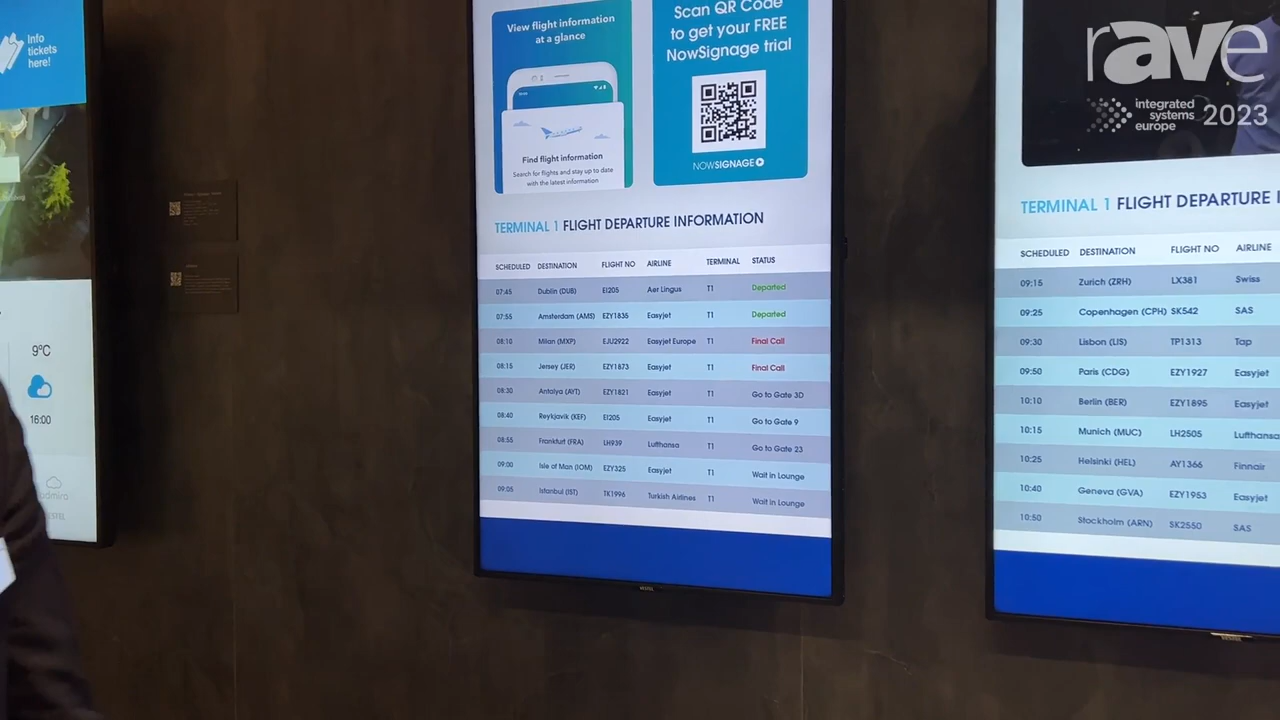 Info
tickets
here!
9°C
16:00
admira
VESTEL
View flight information
at a glance
Find flight information
Search for flights and stay up to date
with the latest information
Scan QR Code
to get your FREE
NowSignage trial
NOWSIGNAGE
TERMINAL 1 FLIGHT DEPARTURE INFORMATION
SCHEDULED DESTINATION FLIGHT NO AIRLINE TERMINAL STATUS
07:45 Dublin (DUB) EI205 Aer Lingus T1 Departed
07:55 Amsterdam (AMS) EZY1835 Easyjet T1 Departed
08:10 Milan (MXP) EJU2922 Easyjet Europe T1 Final Call
08:15 Jersey (JER) EZY1873 Easyjet T1 Final Call
08:30 Antalya (AYT) EZY1821 Easyjet T1 Go to Gate 3D
08:40 Reykjavik (KEF) EI205 Easyjet T1 Go to Gate 9
08:55 Frankfurt (FRA) LH939 Lufthansa T1 Go to Gate 23
09:00 Isle of Man (IOM) EZY325 Easyjet T1 Wait in Lounge
09:05 Istanbul (IST) TK1996 Turkish Airlines T1 Wait in Lounge
VESTEL
rave
integrated
systems
europe
2023
TERMINAL 1 FLIGHT DEPARTURE I
SCHEDULED DESTINATION FLIGHT NO AIRLINE
09:15 Zurich (ZRH) LX381 Swiss
09:25 Copenhagen (CPH) SK542 SAS
09:30 Lisbon (LIS) TP1313 Tap
09:50 Paris (CDG) EZY1927 Easyjet
10:10 Berlin (BER) EZY1895 Easyjet
10:15 Munich (MUC) LH2505 Lufthansa
10:25 Helsinki (HEL) AY1366 Finnair
10:40 Geneva (GVA) EZY1953 Easyjet
10:50 Stockholm (ARN) SK2550 SAS
VESTEL